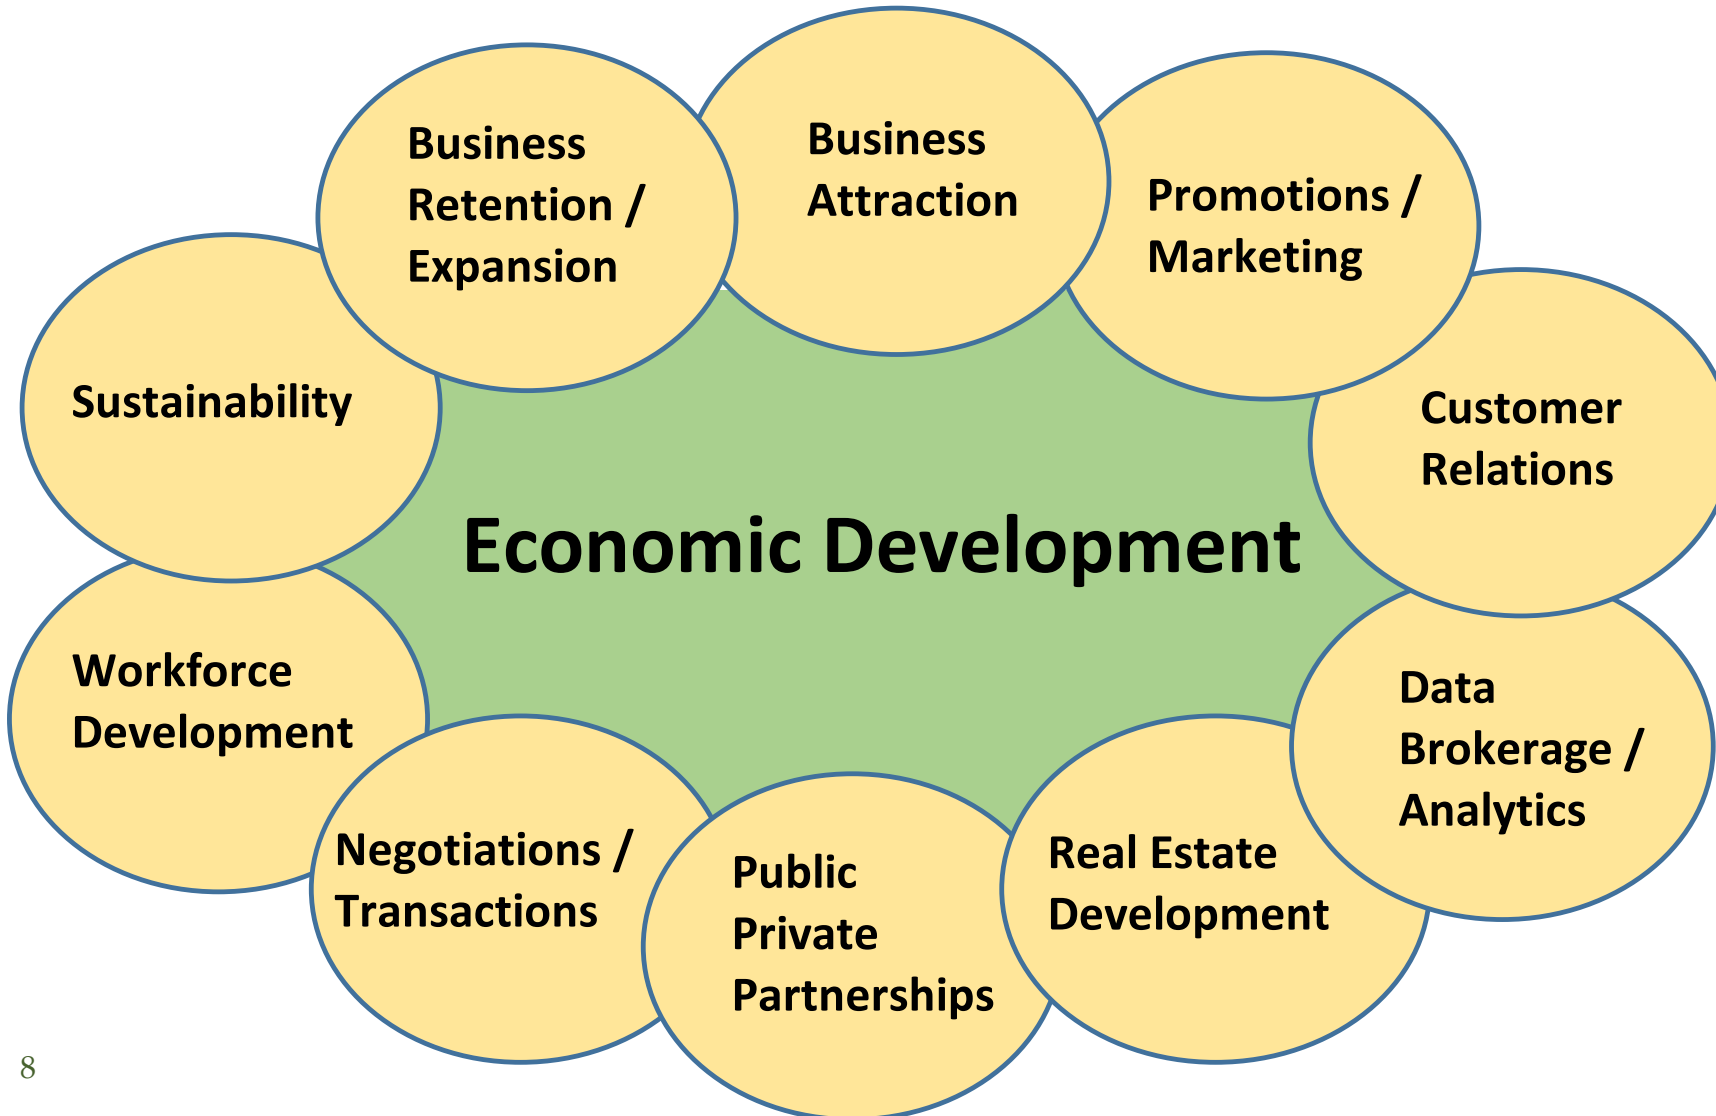 Business
Retention /
Expansion
Business
Attraction
Promotions /
Marketing
Sustainability
Customer
Relations
Economic Development
Workforce
Development
Data
Brokerage /
Analytics
Negotiations /
Transactions
Public
Private
Partnerships
Real Estate
Development
8